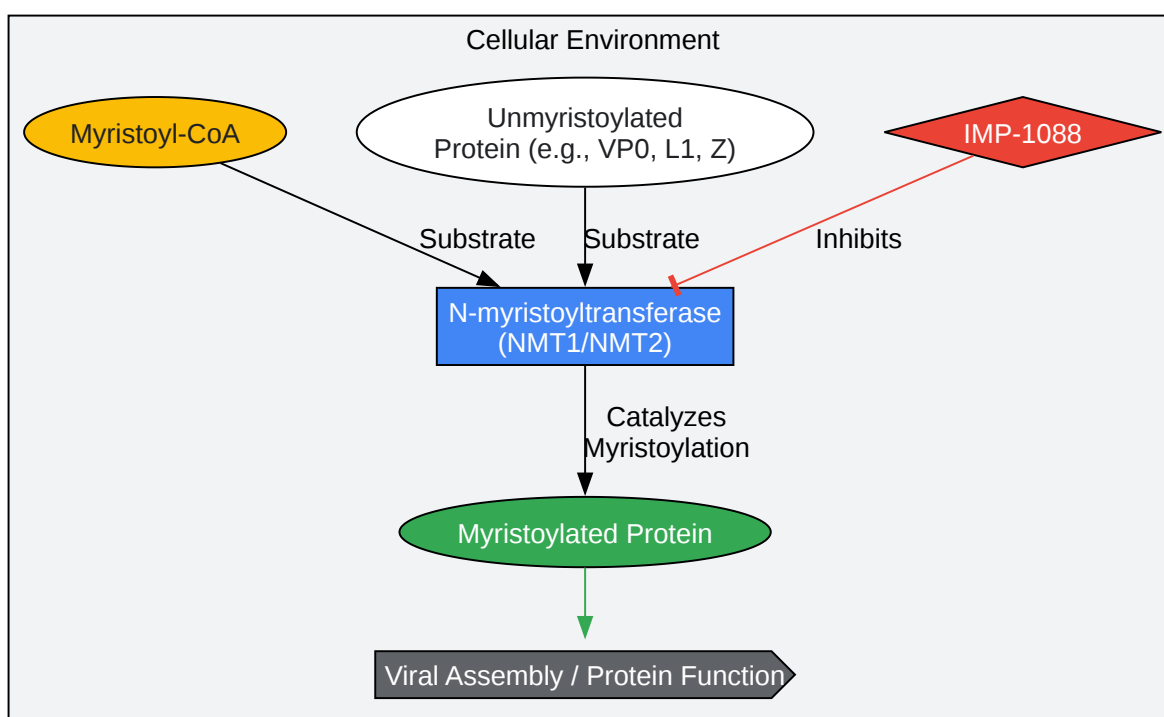 Cellular Environment
Myristoyl-CoA
Unmyristoylated
Protein (e.g., VP0, L1, Z)
IMP-1088
Substrate
Substrate
Inhibits
N-myristoyltransferase
(NMT1/NMT2)
Catalyzes
Myristoylation
Myristoylated Protein
Viral Assembly / Protein Function